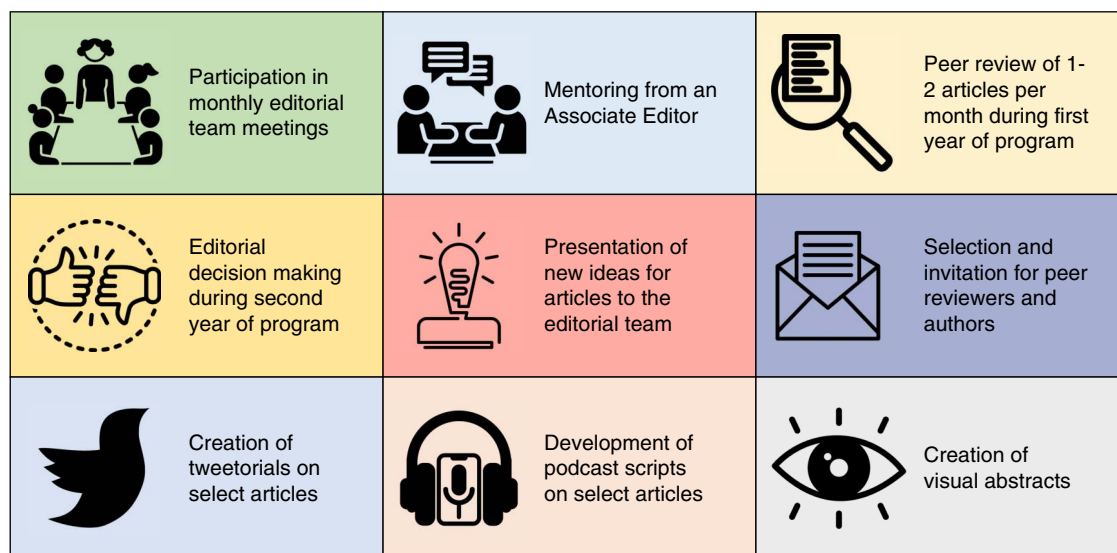 Participation in
monthly editorial
team meetings
Mentoring from an
Associate Editor
Peer review of 1-
2 articles per
month during first
year of program
Editorial
decision making
during second
year of program
Presentation of
new ideas for
articles to the
editorial team
Selection and
invitation for peer
reviewers and
authors
Creation of
tweetorials on
select articles
Development of
podcast scripts
on select articles
Creation of
visual abstracts